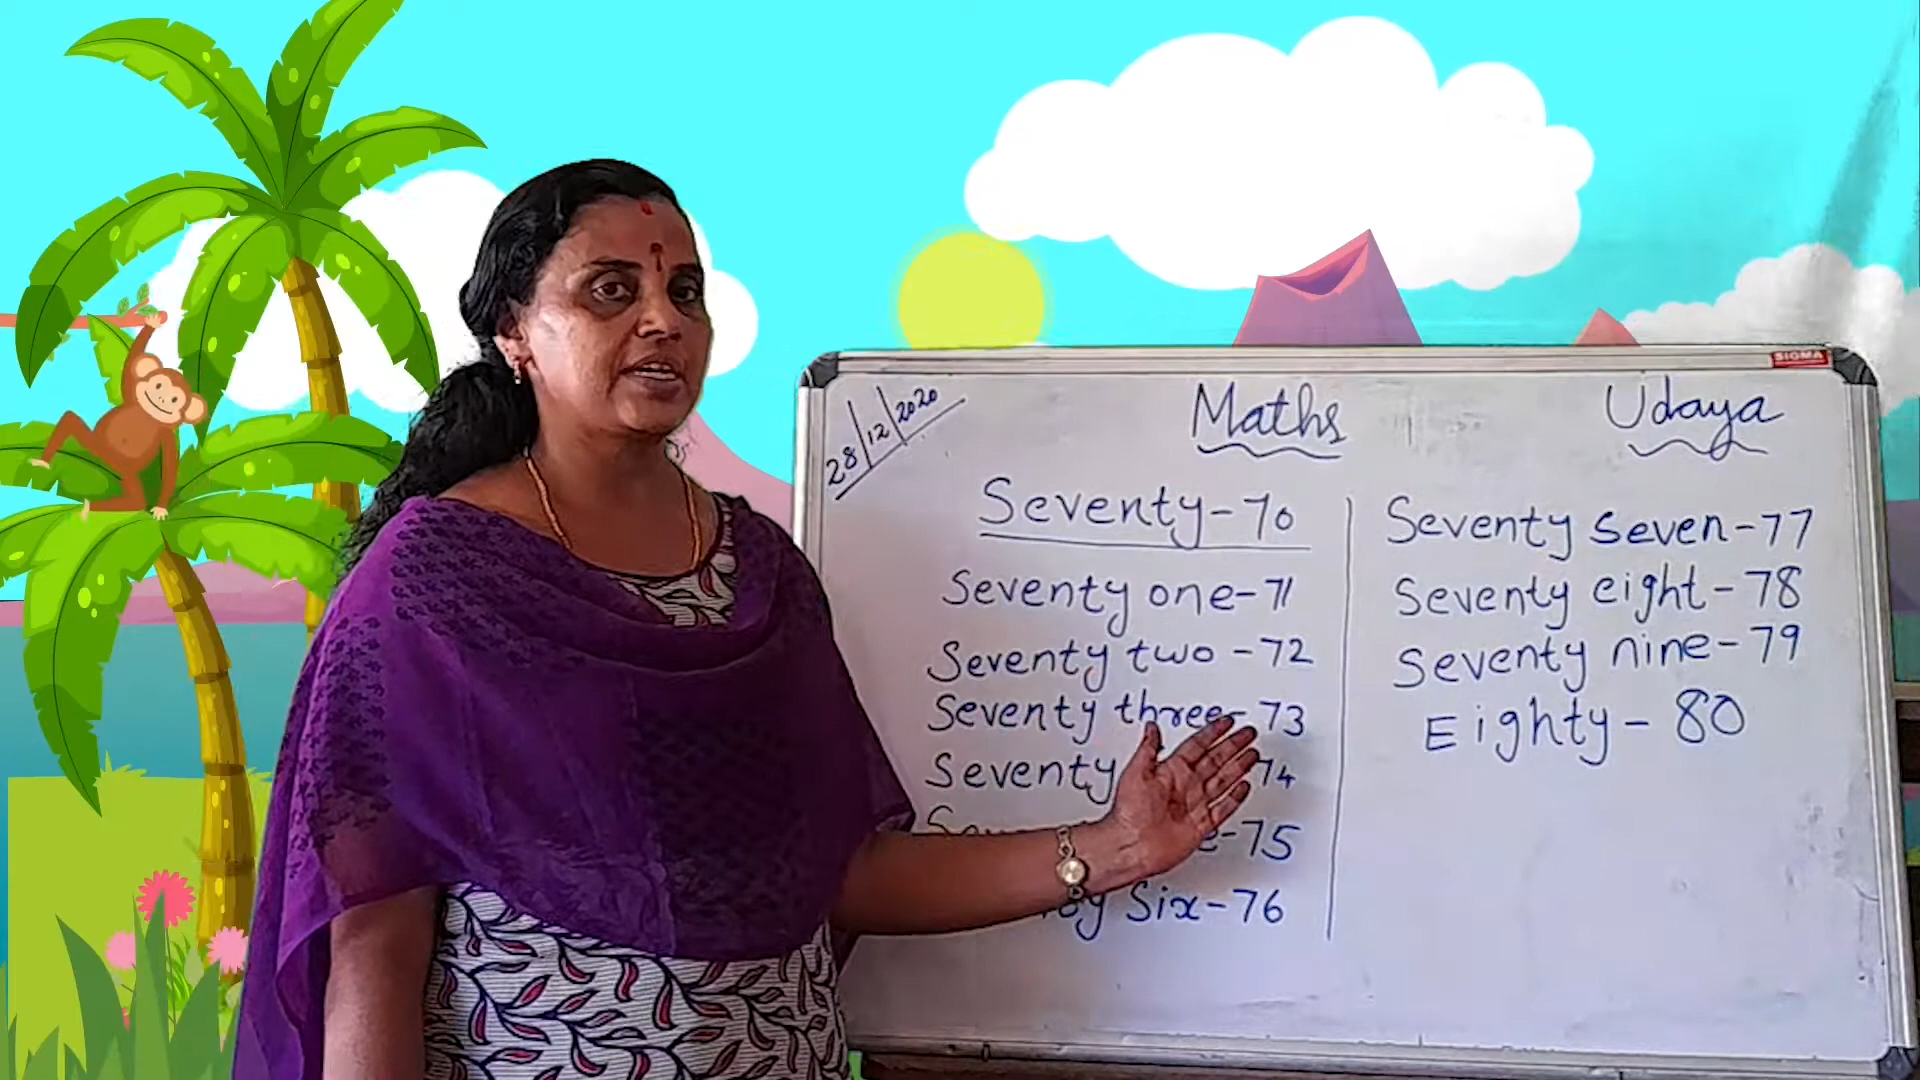 SIGMA
28/12/2020
Maths
Udaya
Seventy-70
Seventy one-71
Seventy two-72
Seventy three-73
Seventy 74
-75
Six-76
Seventy seven-77
Seventy eight-78
Seventy nine-79
Eighty-80